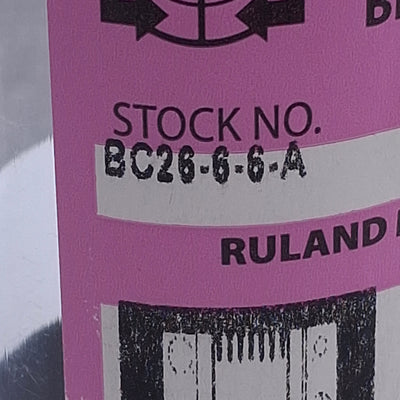 STOCK NO.
BC26-6-6-A
RULAND